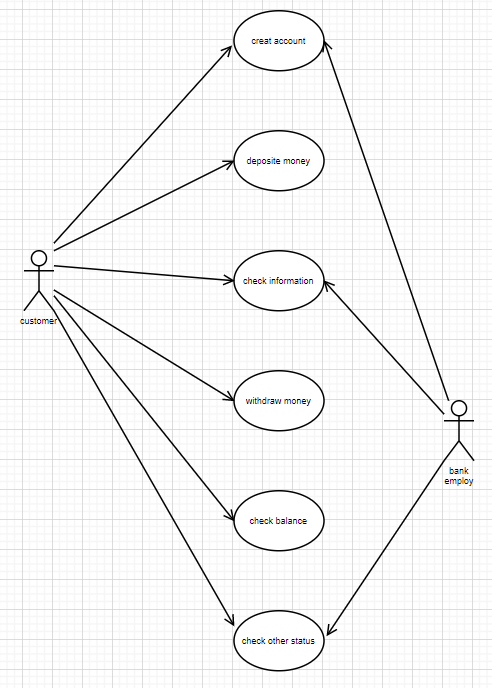 creat account
deposite money
check information
customer
withdraw money
bank
employ
check balance
check other status